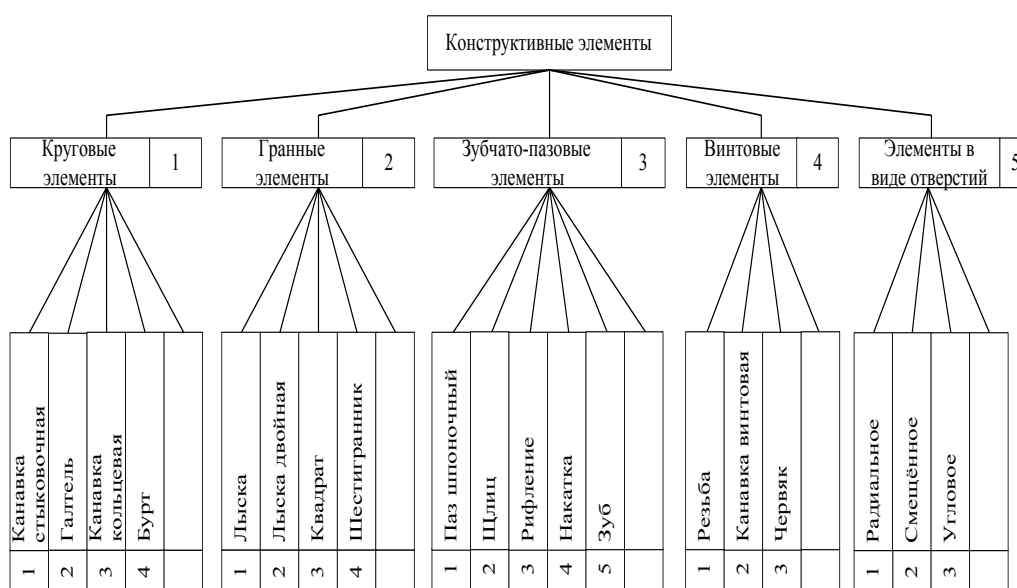 Конструктивные элементы
Круговые
элементы
1
Гранные
элементы
2
Зубчато-пазовые
элементы
3
Винтовые
элементы
4
Элементы в
виде отверстий
5
Канавка
стыковочная
Галтель
Канавка
кольцевая
Бурт
1
2
3
4
Лыска
Лыска двойная
Квадрат
Шестигранник
1
2
3
4
Паз шпоночный
Щлиц
Рифление
Накатка
Зуб
1
2
3
4
5
Резьба
Канавка винтовая
Червяк
1
2
3
Радиальное
Смещённое
Угловое
1
2
3